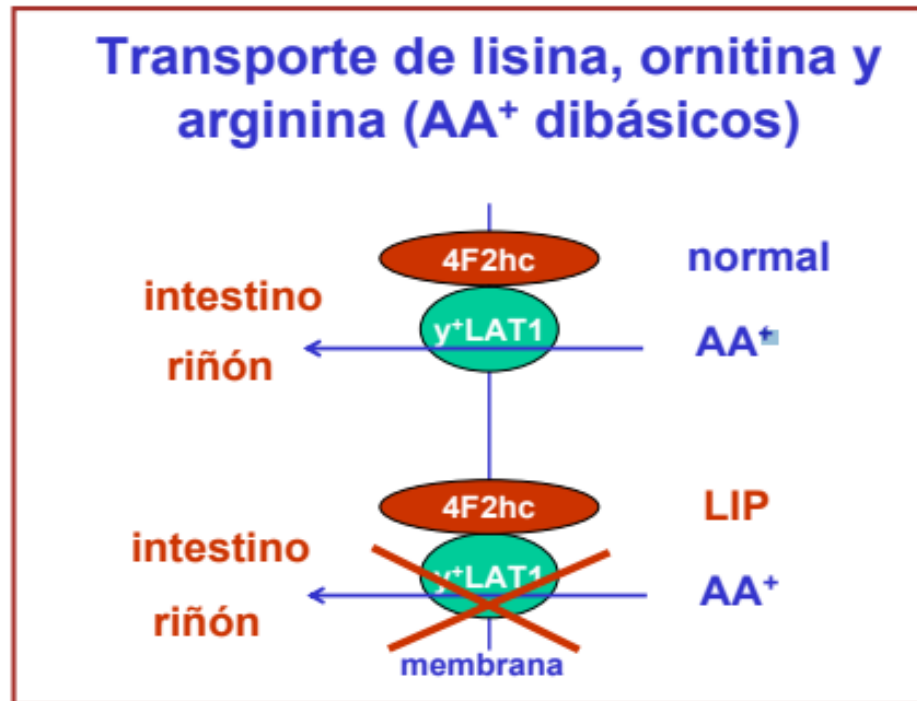 Transporte de lisina, ornitina y
arginina (AA⁺ dibásicos)
4F2hc
normal
intestino
y⁺LAT1
AA⁺
riñón
4F2hc
LIP
intestino
y⁺LAT1
AA⁺
riñón
membrana